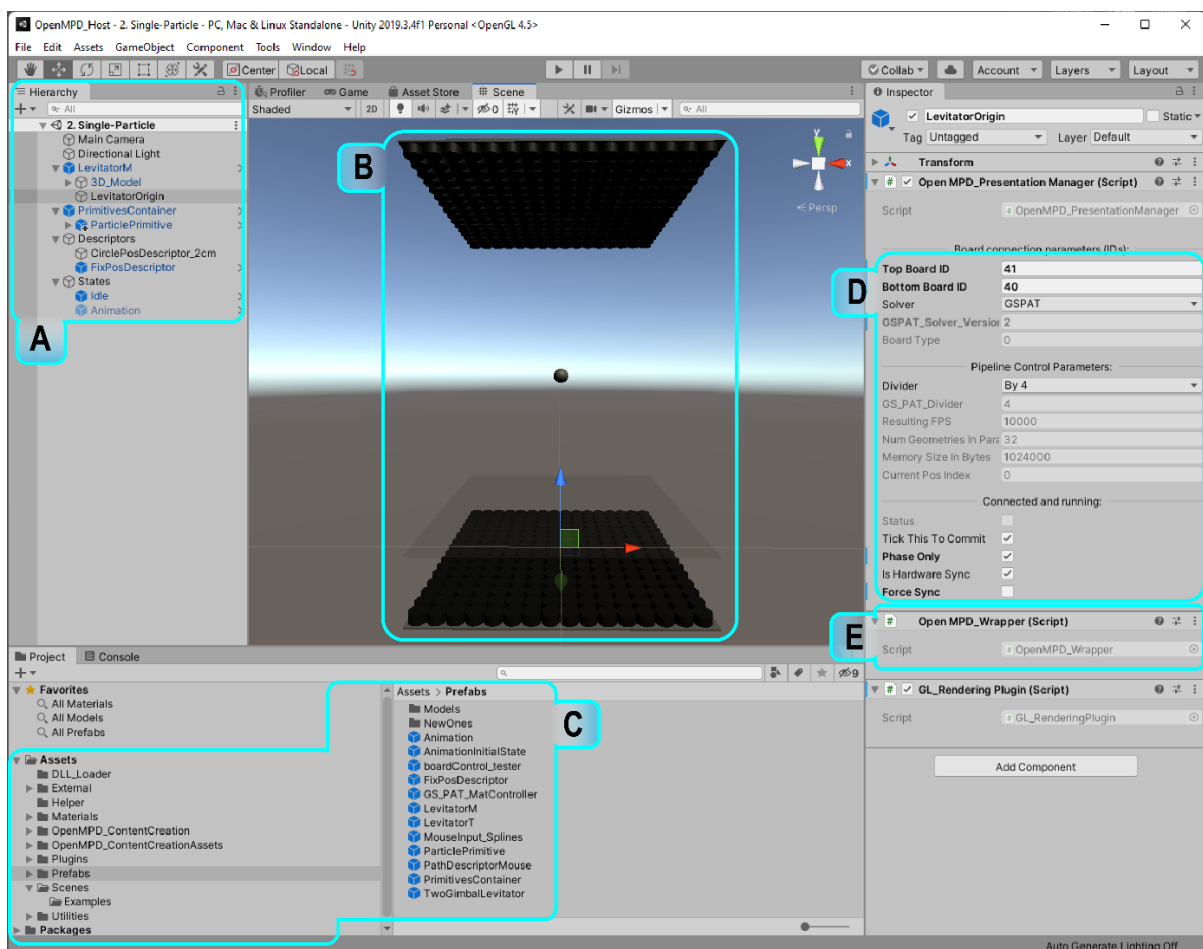 OpenMPD_Host - 2. Single-Particle - PC, Mac & Linux Standalone - Unity 2019.3.4f1 Personal <OpenGL 4.5>
File Edit Assets GameObject Component Tools Window Help
Center Local Collab Account Layers Layout
Hierarchy
All
2. Single-Particle
Main Camera
Directional Light
LevitatorM
3D_Model
LevitatorOrigin
PrimitivesContainer
ParticlePrimitive
Descriptors
CirclePosDescriptor_2cm
FixPosDescriptor
States
Idle
Animation
A
Profiler Game Asset Store Scene
Shaded 2D 0 Gizmos All
B
y
x
Persp
Inspector
LevitatorOrigin Static
Tag Untagged Layer Default
Transform
Open MPD_Presentation Manager (Script)
Script OpenMPD_PresentationManager
Board connection parameters (IDs):
D
Top Board ID 41
Bottom Board ID 40
Solver GSPAT
GSPAT_Solver_Version 2
Board Type 0
Pipeline Control Parameters:
Divider By 4
GS_PAT_Divider 4
Resulting FPS 10000
Num Geometries In Para 32
Memory Size In Bytes 1024000
Current Pos Index 0
Connected and running:
Status
Tick This To Commit
Phase Only
Is Hardware Sync
Force Sync
E
Open MPD_Wrapper (Script)
Script OpenMPD_Wrapper
GL_Rendering Plugin (Script)
Script GL_RenderingPlugin
Add Component
Project Console
9
Favorites
All Materials
All Models
All Prefabs
Assets
DLL_Loader
External
Helper
Materials
OpenMPD_ContentCreation
OpenMPD_ContentCreationAssets
Plugins
Prefabs
Scenes
Examples
Utilities
Packages
Assets > Prefabs
C
Models
NewOnes
Animation
AnimationInitialState
boardControl_tester
FixPosDescriptor
GS_PAT_MatController
LevitatorM
LevitatorT
MouseInput_Splines
ParticlePrimitive
PathDescriptorMouse
PrimitivesContainer
TwoGimbalLevitator
Auto Generate Lighting Off